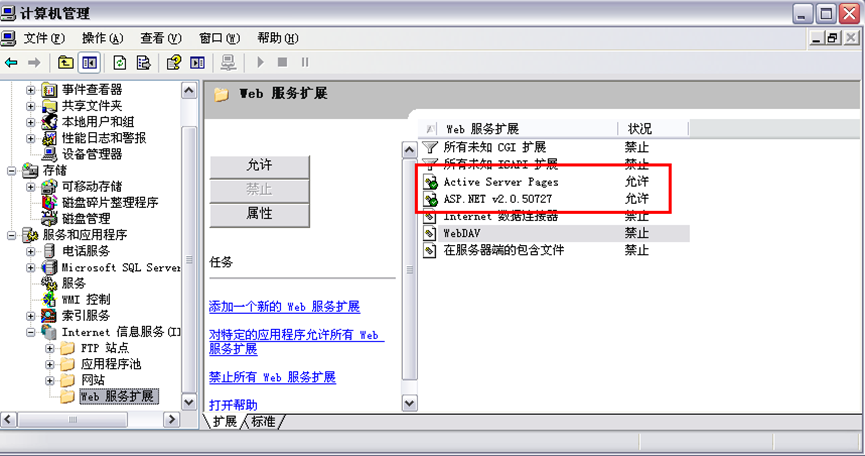 计算机管理
文件(F) 操作(A) 查看(V) 窗口(W) 帮助(H)
事件查看器
共享文件夹
本地用户和组
性能日志和警报
设备管理器
存储
可移动存储
磁盘碎片整理程序
磁盘管理
服务和应用程序
电话服务
Microsoft SQL Server
服务
WMI 控制
索引服务
Internet 信息服务(I
FTP 站点
应用程序池
网站
Web 服务扩展
Web 服务扩展
允许
禁止
属性
任务
添加一个新的 Web 服务扩展
对特定的应用程序允许所有 Web
服务扩展
禁止所有 Web 服务扩展
打开帮助
Web 服务扩展 状况
所有未知 CGI 扩展 禁止
所有未知 ISAPI 扩展 禁止
Active Server Pages 允许
ASP.NET v2.0.50727 允许
Internet 数据连接器 禁止
WebDAV 禁止
在服务器端的包含文件 禁止
扩展 标准